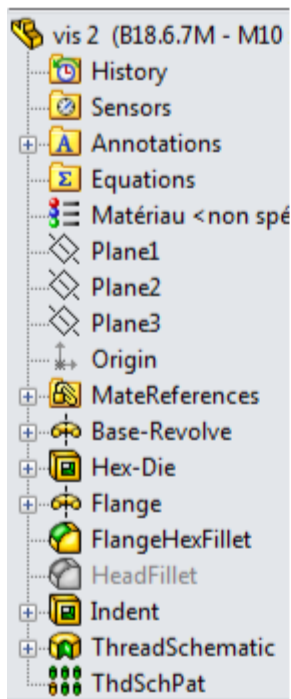 vis 2 (B18.6.7M - M10
History
Sensors
Annotations
Equations
Matériau <non spé
Plane1
Plane2
Plane3
Origin
MateReferences
Base-Revolve
Hex-Die
Flange
FlangeHexFillet
HeadFillet
Indent
ThreadSchematic
ThdSchPat